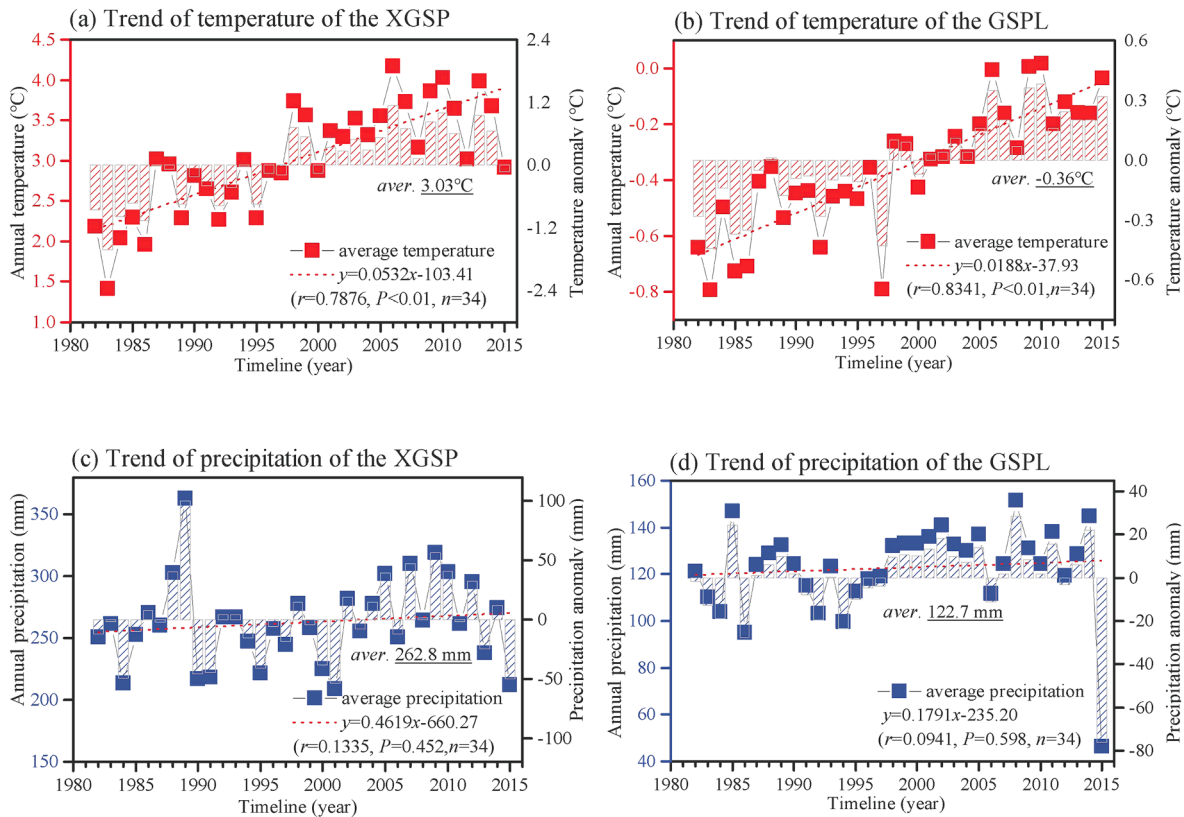 (a) Trend of temperature of the XGSP
4.5
4.0
3.5
3.0
2.5
2.0
1.5
1.0
Annual temperature (°C)
2.4
1.2
0.0
-1.2
-2.4
Temperature anomaly (°C)
aver. 3.03°C
average temperature
y=0.0532x-103.41
(r=0.7876, P<0.01, n=34)
1980 1985 1990 1995 2000 2005 2010 2015
Timeline (year)
(b) Trend of temperature of the GSPL
0.0
-0.2
-0.4
-0.6
-0.8
Annual temperature (°C)
0.6
0.3
0.0
-0.3
-0.6
Temperature anomaly (°C)
aver. -0.36°C
average temperature
y=0.0188x-37.93
(r=0.8341, P<0.01,n=34)
1980 1985 1990 1995 2000 2005 2010 2015
Timeline (year)
(c) Trend of precipitation of the XGSP
350
300
250
200
150
Annual precipitation (mm)
100
50
0
-50
-100
Precipitation anomaly (mm)
aver. 262.8 mm
average precipitation
y=0.4619x-660.27
(r=0.1335, P=0.452,n=34)
1980 1985 1990 1995 2000 2005 2010 2015
Timeline (year)
(d) Trend of precipitation of the GSPL
160
140
120
100
80
60
40
Annual precipitation (mm)
40
20
0
-20
-40
-60
-80
Precipitation anomaly (mm)
aver. 122.7 mm
average precipitation
y=0.1791x-235.20
(r=0.0941, P=0.598, n=34)
1980 1985 1990 1995 2000 2005 2010 2015
Timeline (year)